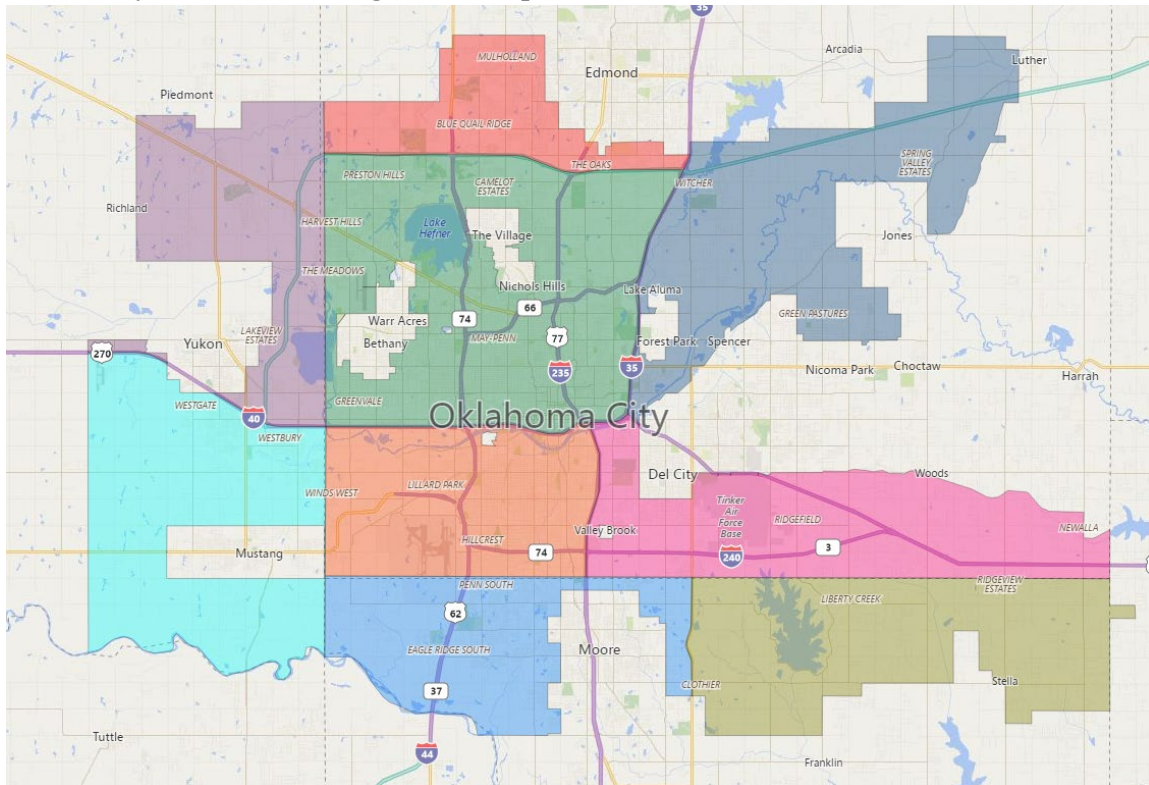 35
Arcadia
Luther
MULHOLLAND
Edmond
Piedmont
BLUE QUAIL RIDGE
THE OAKS
SPRING
VALLEY
ESTATES
PRESTON HILLS
CAMELOT
ESTATES
WITCHER
Richland
HARVEST HILLS
Lake
Hefner
The Village
Jones
THE MEADOWS
Nichols Hills
Lake Aluma
66
GREEN PASTURES
74
Warr Acres
LAKEVIEW
ESTATES
Yukon
Bethany
MAY-PENN
77
Forest Park
Spencer
270
235
35
Nicoma Park
Choctaw
Harrah
WESTGATE
GREENVALE
40
Oklahoma City
WESTBURY
Del City
Woods
WINDS WEST
LILLARD PARK
Tinker
Air
Force
Base
RIDGEFIELD
NEWALLA
Valley Brook
HILLCREST
Mustang
74
240
3
PENN SOUTH
RIDGEVIEW
ESTATES
LIBERTY CREEK
62
EAGLE RIDGE SOUTH
Moore
CLOTHIER
Stella
37
Tuttle
44
Franklin